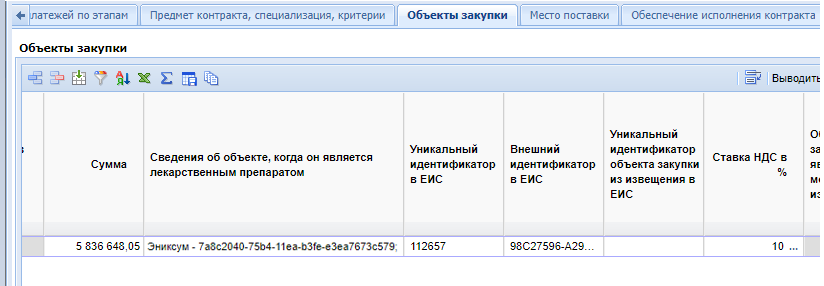 латежей по этапам Предмет контракта, специализация, критерии Объекты закупки Место поставки Обеспечение исполнения контракта
Объекты закупки
Выводить
Сумма
Сведения об объекте, когда он является
лекарственным препаратом
Уникальный
идентификатор
в ЕИС
Внешний
идентификатор
в ЕИС
Уникальный
идентификатор
объекта закупки
из извещения в
ЕИС
Ставка НДС в
%
5 836 648,05 Эниксум - 7a8c2040-75b4-11ea-b3fe-e3ea7673c579; 112657 98C27596-A29... 10 ...